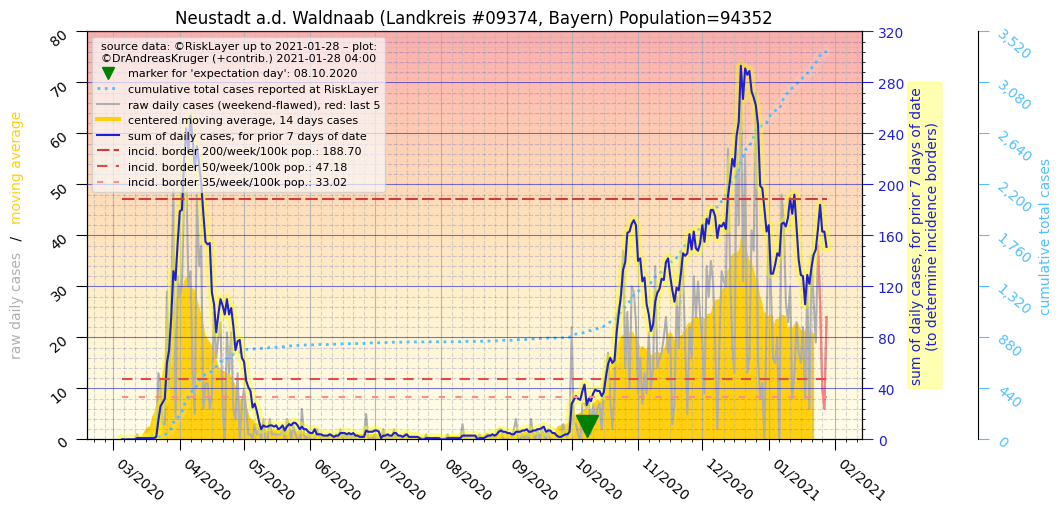 Neustadt a.d. Waldnaab (Landkreis #09374, Bayern) Population=94352
source data: ©RiskLayer up to 2021-01-28 – plot:
©DrAndreasKruger (+contrib.) 2021-01-28 04:00
marker for 'expectation day': 08.10.2020
cumulative total cases reported at RiskLayer
raw daily cases (weekend-flawed), red: last 5
centered moving average, 14 days cases
sum of daily cases, for prior 7 days of date
incid. border 200/week/100k pop.: 188.70
incid. border 50/week/100k pop.: 47.18
incid. border 35/week/100k pop.: 33.02
raw daily cases / moving average
80
70
60
50
40
30
20
10
0
03/2020
04/2020
05/2020
06/2020
07/2020
08/2020
09/2020
10/2020
11/2020
12/2020
01/2021
02/2021
320
280
240
200
160
120
80
40
0
sum of daily cases, for prior 7 days of date
(to determine incidence borders)
3,520
3,080
2,640
2,200
1,760
1,320
880
440
0
cumulative total cases